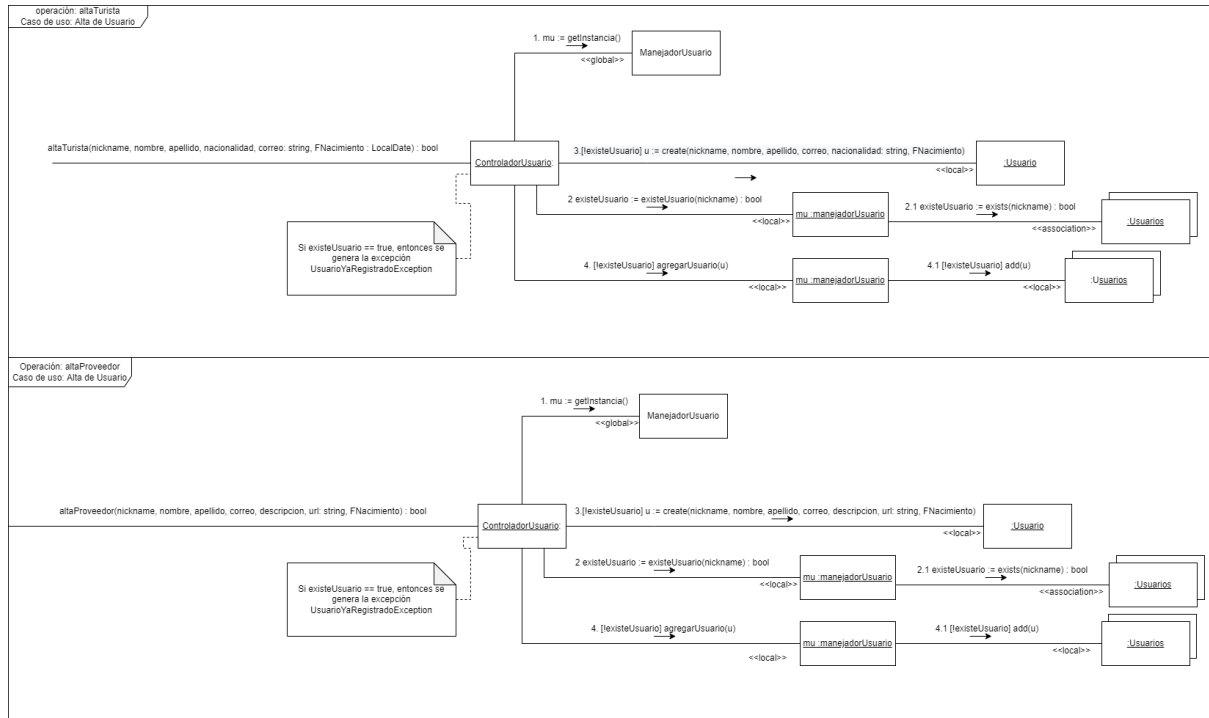 operación: altaTurista
Caso de uso: Alta de Usuario
1. mu := getInstancia()
<<global>>
ManejadorUsuario
altaTurista(nickname, nombre, apellido, nacionalidad, correo: string, FNacimiento : LocalDate) : bool
ControladorUsuario:
3.[!existeUsuario] u := create(nickname, nombre, apellido, correo, nacionalidad: string, FNacimiento)
<<local>>
:Usuario
2 existeUsuario := existeUsuario(nickname) : bool
<<local>>
mu :manejadorUsuario
2.1 existeUsuario := exists(nickname) : bool
<<association>>
:Usuarios
Si existeUsuario == true, entonces se
genera la excepción
UsuarioYaRegistradoException
4. [!existeUsuario] agregarUsuario(u)
<<local>>
mu :manejadorUsuario
4.1 [!existeUsuario] add(u)
<<local>>
:Usuarios
Operación: altaProveedor
Caso de uso: Alta de Usuario
1. mu := getInstancia()
<<global>>
ManejadorUsuario
altaProveedor(nickname, nombre, apellido, correo, descripcion, url: string, FNacimiento) : bool
ControladorUsuario:
3.[!existeUsuario] u := create(nickname, nombre, apellido, correo, descripcion, url: string, FNacimiento)
<<local>>
:Usuario
2 existeUsuario := existeUsuario(nickname) : bool
<<local>>
mu :manejadorUsuario
2.1 existeUsuario := exists(nickname) : bool
<<association>>
:Usuarios
Si existeUsuario == true, entonces se
genera la excepción
UsuarioYaRegistradoException
4. [!existeUsuario] agregarUsuario(u)
<<local>>
mu :manejadorUsuario
4.1 [!existeUsuario] add(u)
<<local>>
:Usuarios